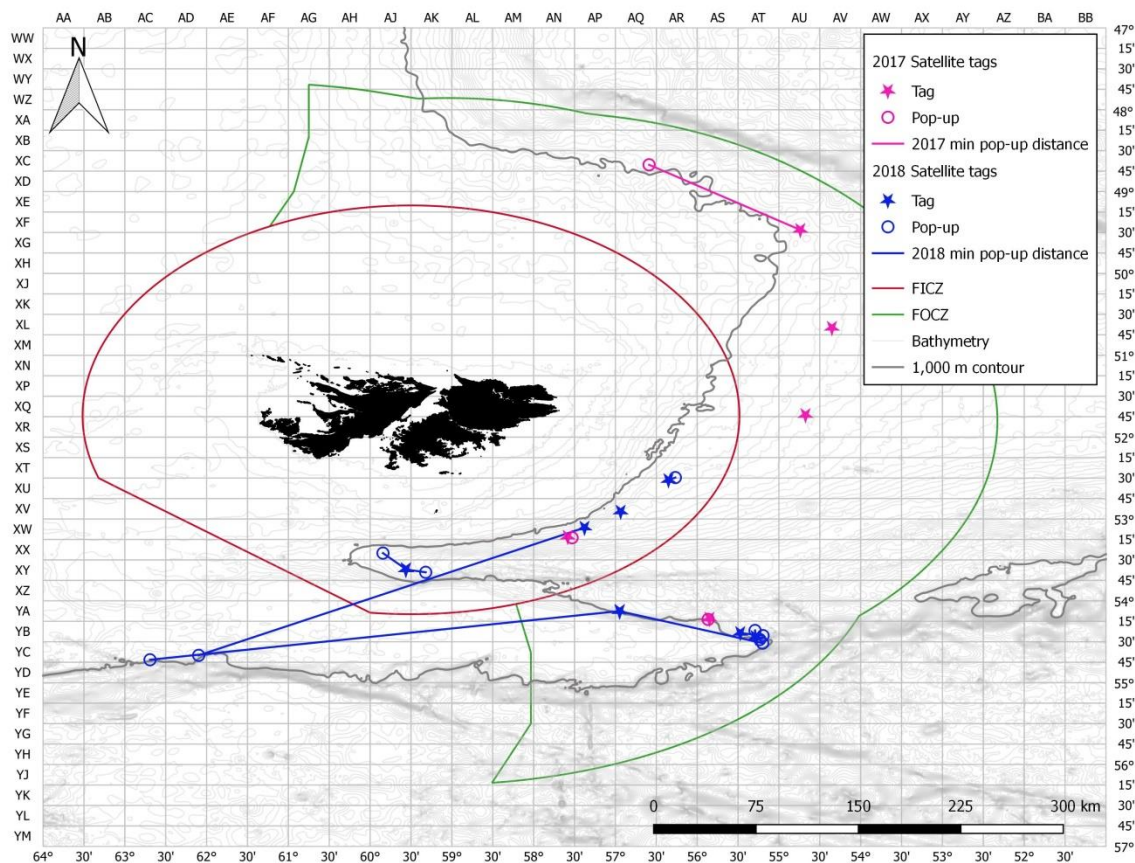 AA AB AC AD AE AF AG AH AJ AK AL AM AN AO AP AQ AR AS AT AU AV AW AX AY AZ BA BB
N
WW
WX
WY
WZ
XA
XB
XC
XD
XE
XF
XG
XH
XJ
XK
XL
XM
XN
XP
XQ
XR
XS
XT
XU
XV
XW
XX
XY
XZ
YA
YB
YC
YD
YE
YF
YG
YH
YJ
YK
YL
YM
2017 Satellite tags
Tag
Pop-up
2017 min pop-up distance
2018 Satellite tags
Tag
Pop-up
2018 min pop-up distance
FICZ
FOCZ
Bathymetry
1,000 m contour
47°
15'
30'
45'
48°
15'
30'
45'
49°
15'
30'
45'
50°
15'
30'
45'
51°
15'
30'
45'
52°
15'
30'
45'
53°
15'
30'
45'
54°
15'
30'
45'
55°
15'
30'
45'
56°
15'
30'
45'
57°
0 75 150 225 300 km
64° 30' 63° 30' 62° 30' 61° 30' 60° 30' 59° 30' 58° 30' 57° 30' 56° 30' 55° 30' 54° 30' 53° 30' 52° 30' 51°